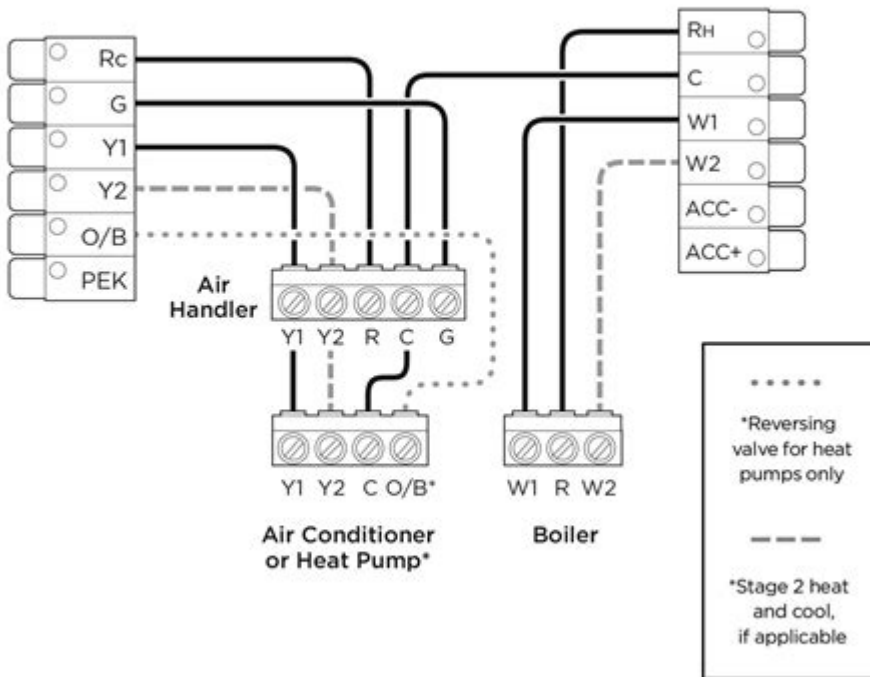 Rc
G
Y1
Y2
O/B
PEK
RH
C
W1
W2
ACC-
ACC+
Air
Handler
Y1 Y2 R C G
Y1 Y2 C O/B*
Air Conditioner
or Heat Pump*
W1 R W2
Boiler
*Reversing
valve for heat
pumps only
*Stage 2 heat
and cool,
if applicable